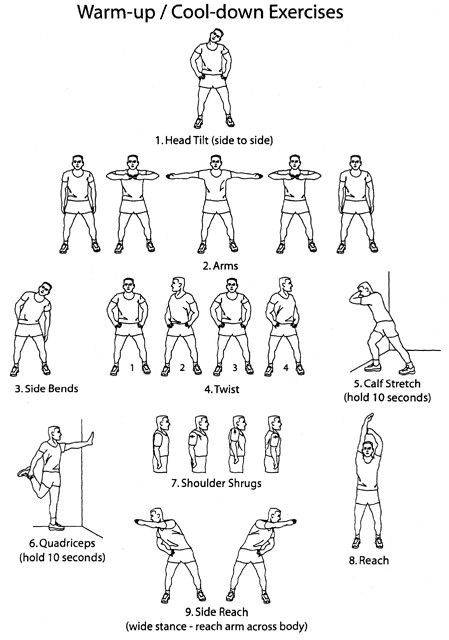 Warm-up / Cool-down Exercises
1. Head Tilt (side to side)
2. Arms
3. Side Bends
1 2 3 4
4. Twist
5. Calf Stretch
(hold 10 seconds)
6. Quadriceps
(hold 10 seconds)
7. Shoulder Shrugs
8. Reach
9. Side Reach
(wide stance - reach arm across body)